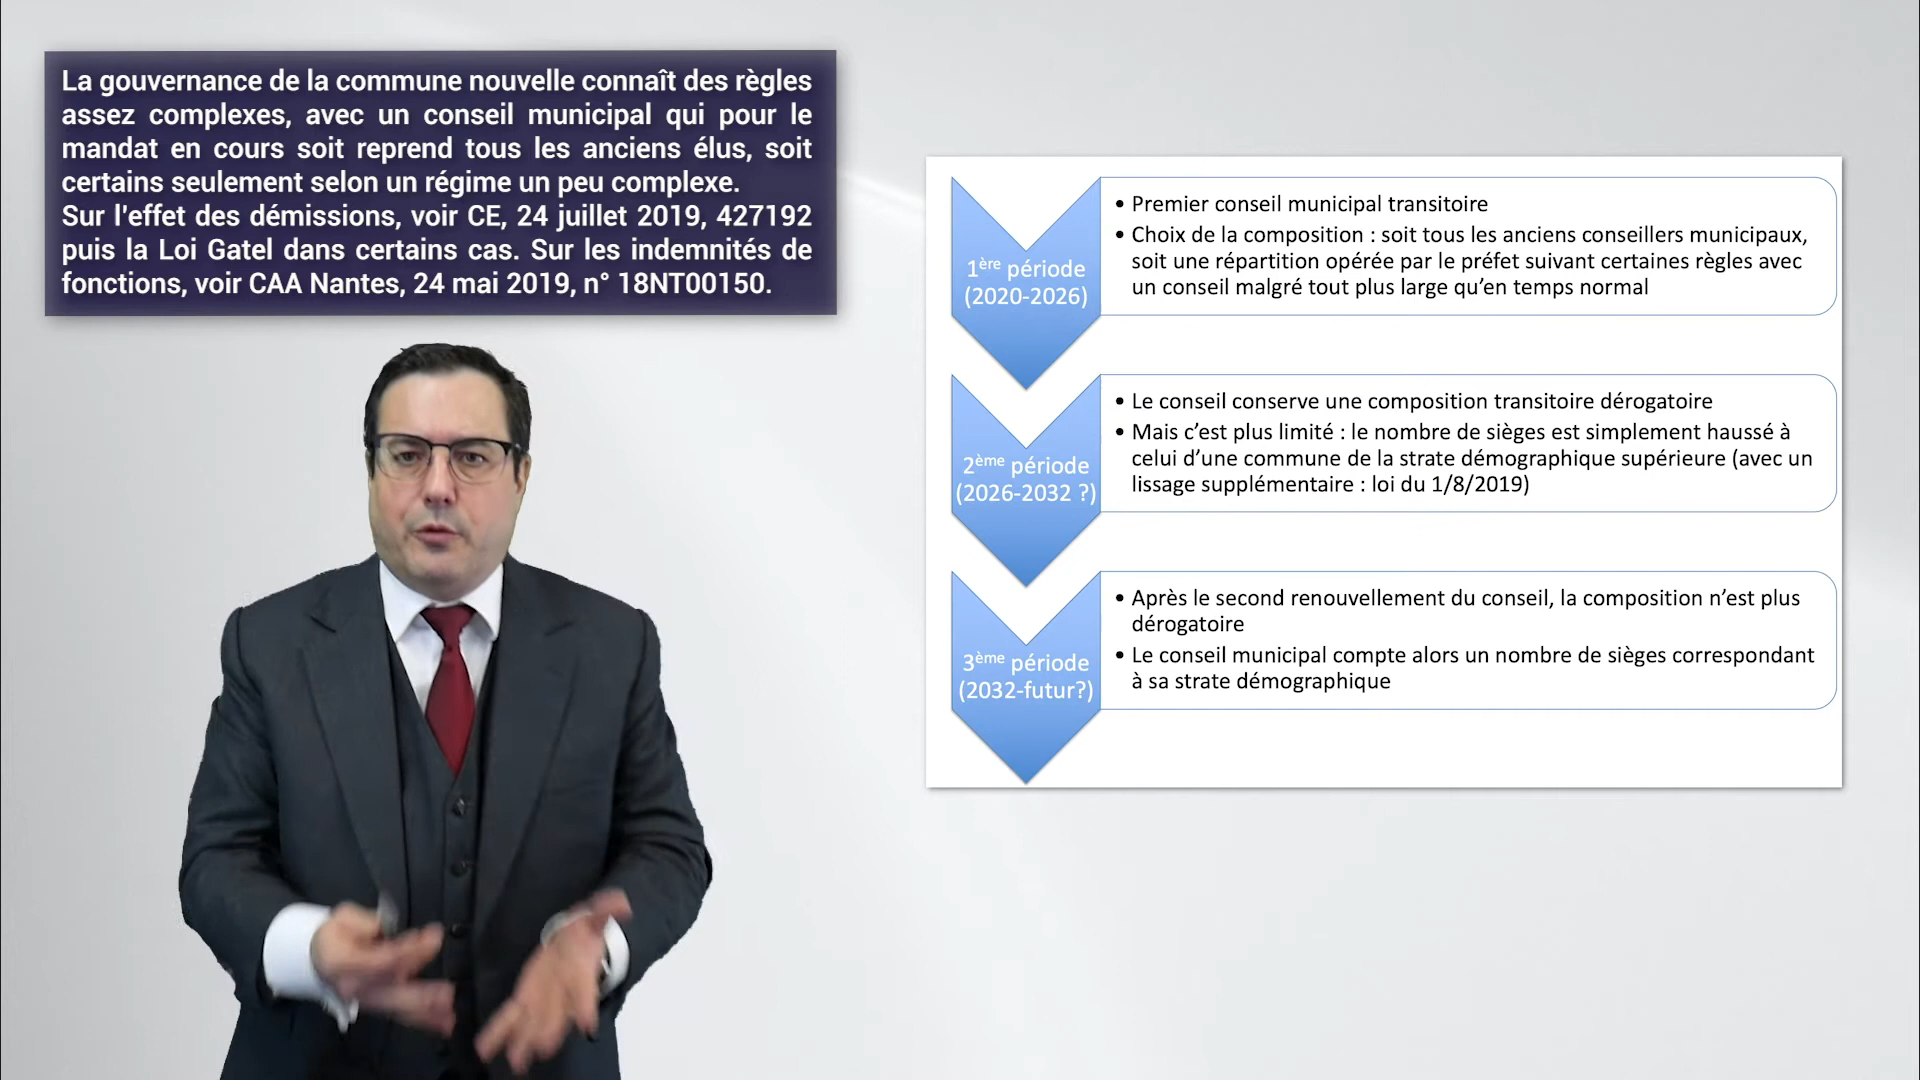 La gouvernance de la commune nouvelle connaît des règles
assez complexes, avec un conseil municipal qui pour le
mandat en cours soit reprend tous les anciens élus, soit
certains seulement selon un régime un peu complexe.
Sur l'effet des démissions, voir CE, 24 juillet 2019, 427192
puis la Loi Gatel dans certains cas. Sur les indemnités de
fonctions, voir CAA Nantes, 24 mai 2019, n° 18NT00150.
1ère période
(2020-2026)
• Premier conseil municipal transitoire
• Choix de la composition : soit tous les anciens conseillers municipaux,
soit une répartition opérée par le préfet suivant certaines règles avec
un conseil malgré tout plus large qu’en temps normal
2ème période
(2026-2032 ?)
• Le conseil conserve une composition transitoire dérogatoire
• Mais c’est plus limité : le nombre de sièges est simplement haussé à
celui d’une commune de la strate démographique supérieure (avec un
lissage supplémentaire : loi du 1/8/2019)
3ème période
(2032-futur?)
• Après le second renouvellement du conseil, la composition n’est plus
dérogatoire
• Le conseil municipal compte alors un nombre de sièges correspondant
à sa strate démographique